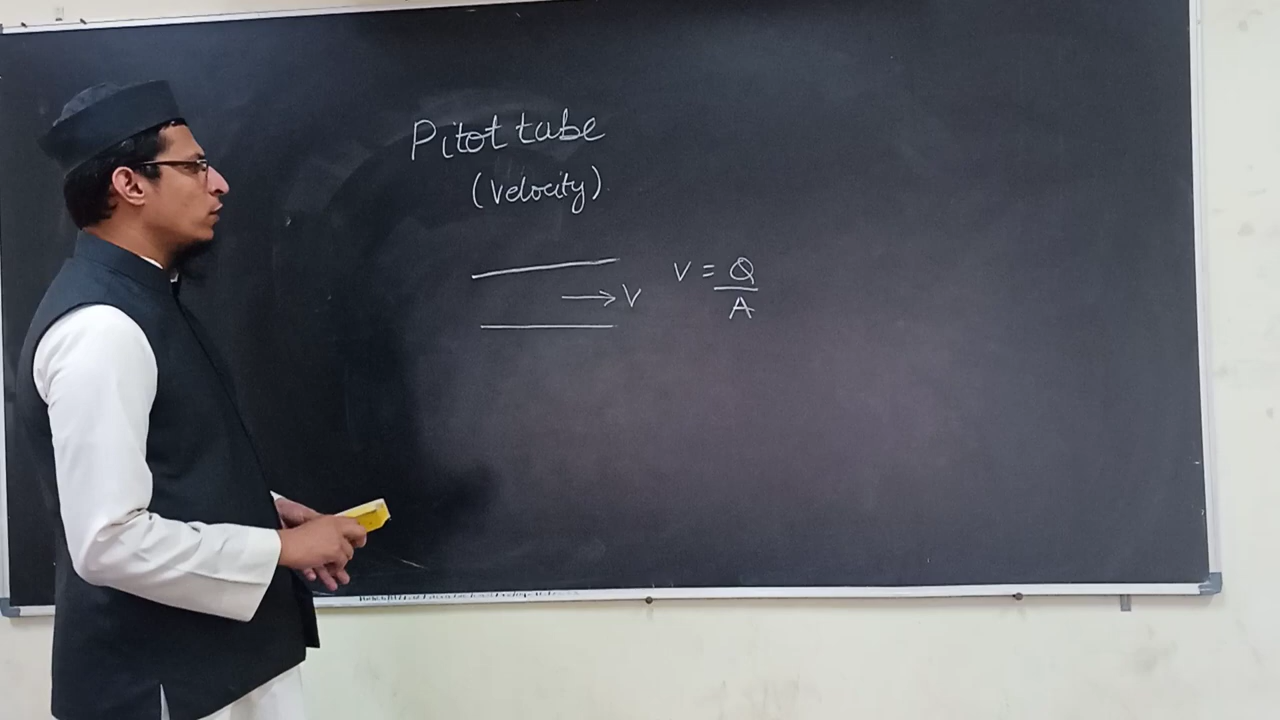 Pitot tube
(Velocity)
V
V = Q
A